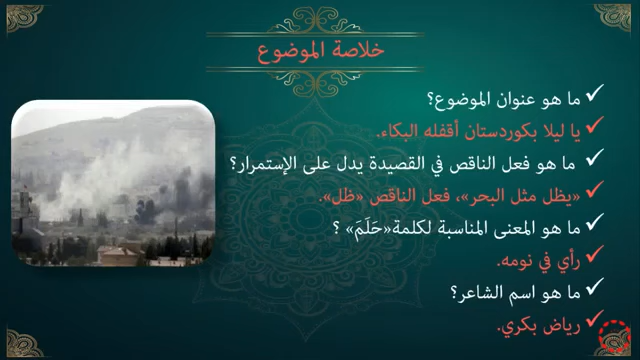 خلاصة الموضوع
ما هو عنوان الموضوع؟
يا ليلا بكوردستان أقفله البكاء.
ما هو فعل الناقص في القصيدة يدل على الإستمرار؟
«يظل مثل البحر»، فعل الناقص «ظل».
ما هو المعنى المناسبة لكلمة «حَلَمَ» ؟
رأي في نومه.
ما هو اسم الشاعر؟
رياض بكري.